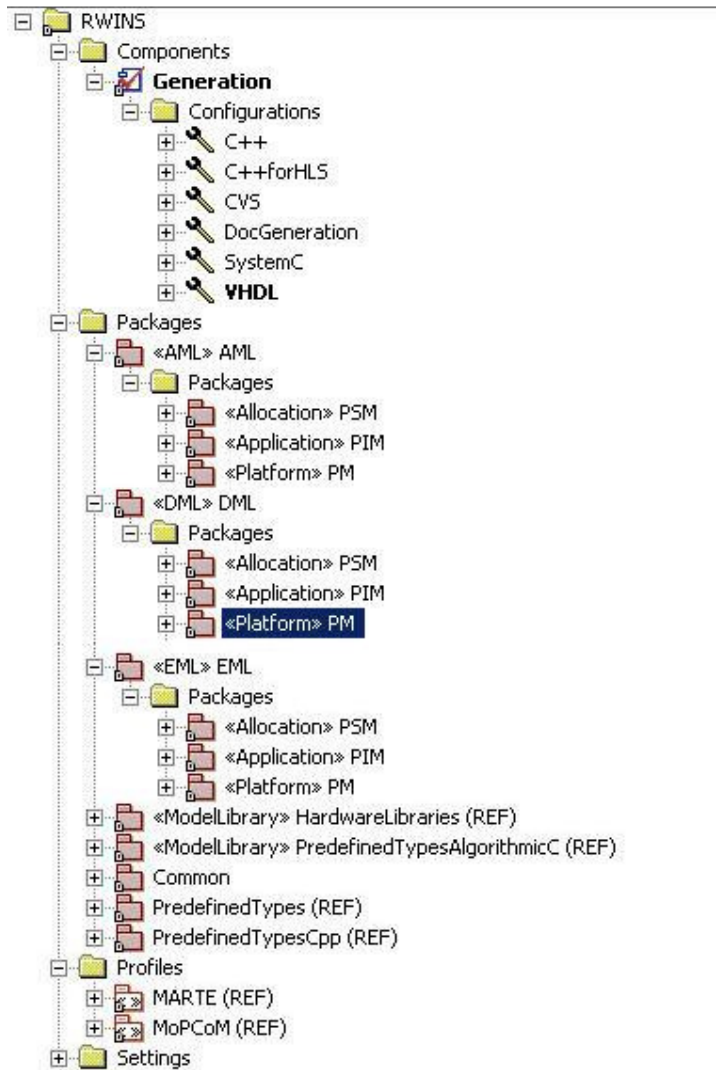 RWINS
Components
Generation
Configurations
C++
C++forHLS
CVS
DocGeneration
SystemC
VHDL
Packages
«AML» AML
Packages
«Allocation» PSM
«Application» PIM
«Platform» PM
«DML» DML
Packages
«Allocation» PSM
«Application» PIM
«Platform» PM
«EML» EML
Packages
«Allocation» PSM
«Application» PIM
«Platform» PM
«ModelLibrary» HardwareLibraries (REF)
«ModelLibrary» PredefinedTypesAlgorithmicC (REF)
Common
PredefinedTypes (REF)
PredefinedTypesCpp (REF)
Profiles
MARTE (REF)
MoPCoM (REF)
Settings